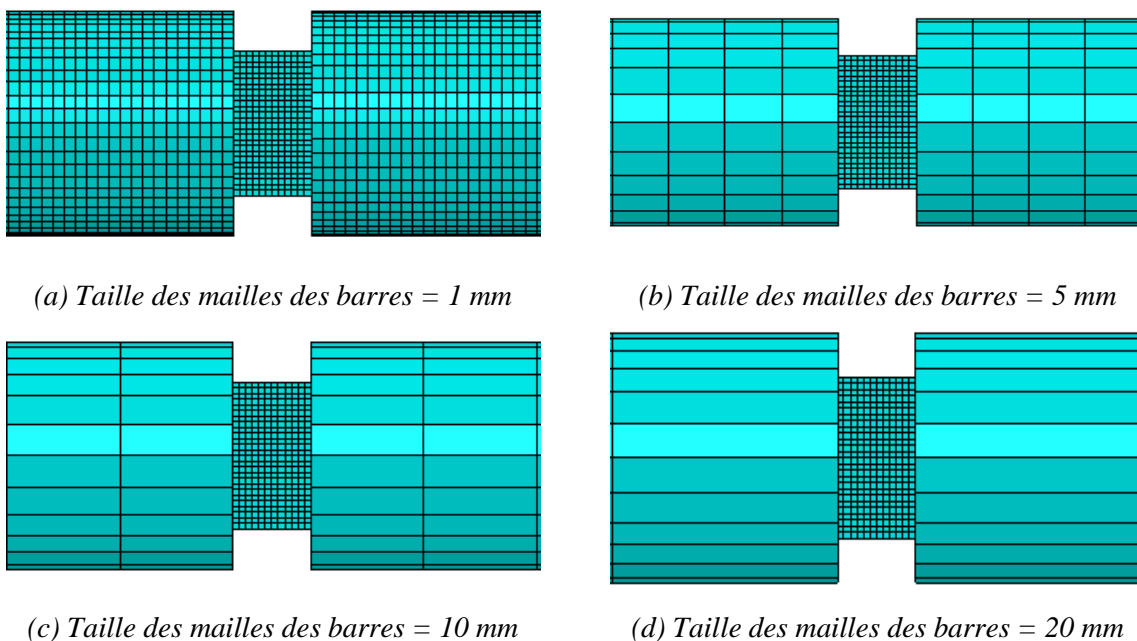 (a) Taille des mailles des barres = 1 mm
(b) Taille des mailles des barres = 5 mm
(c) Taille des mailles des barres = 10 mm
(d) Taille des mailles des barres = 20 mm